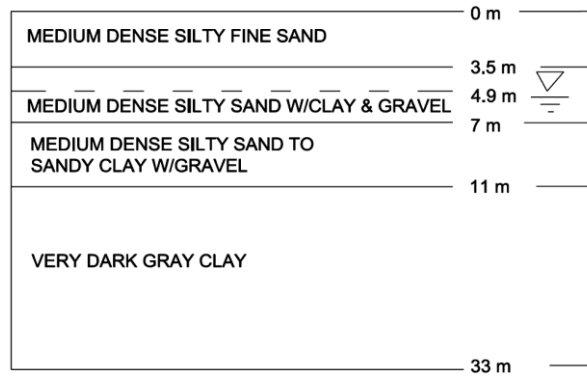 0 m
MEDIUM DENSE SILTY FINE SAND
3.5 m
4.9 m
MEDIUM DENSE SILTY SAND W/CLAY & GRAVEL
7 m
MEDIUM DENSE SILTY SAND TO
SANDY CLAY W/GRAVEL
11 m
VERY DARK GRAY CLAY
33 m